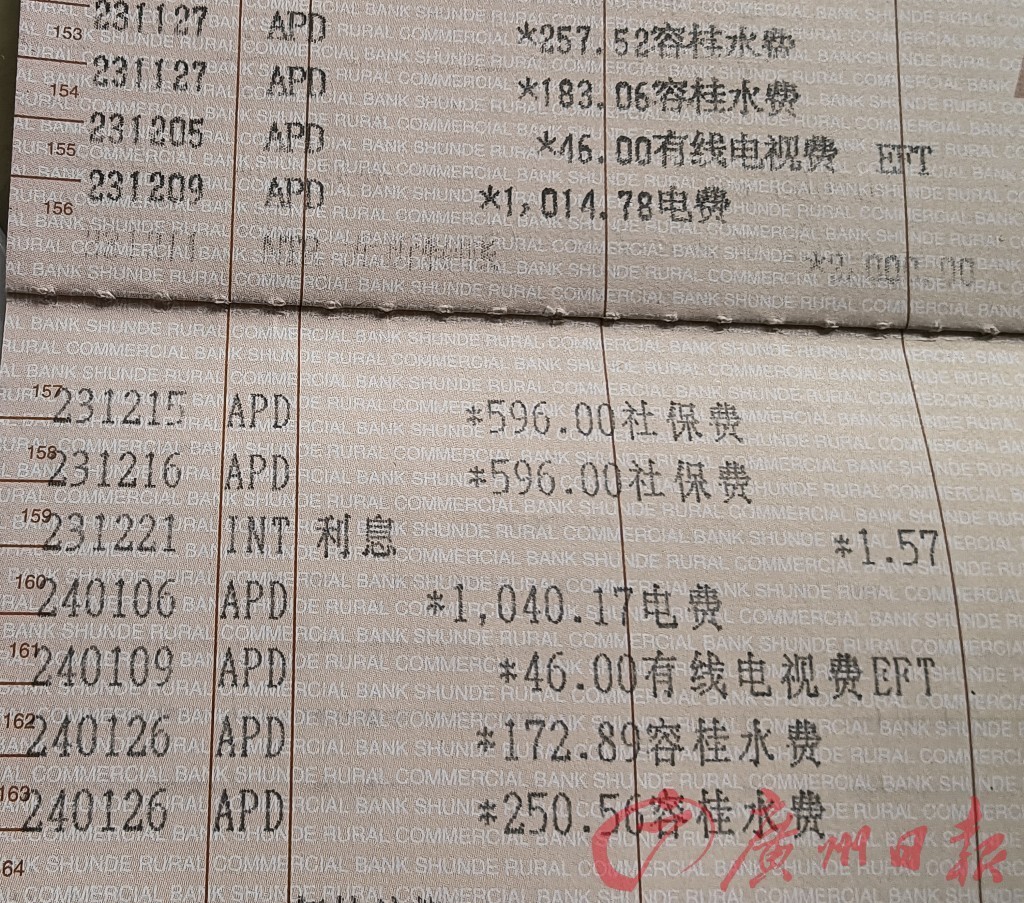 153 231127 APD *257.52容桂水费
154 231127 APD *183.06容桂水费
155 231205 APD *46.00有线电视费 EFT
156 231209 APD *1,014.78电费
157 231215 APD *596.00社保费
158 231216 APD *596.00社保费
159 231221 INT 利息 *1.57
160 240106 APD *1,040.17电费
161 240109 APD *46.00有线电视费EFT
162 240126 APD *172.89容桂水费
163 240126 APD *250.56容桂水费
64
廣州日报